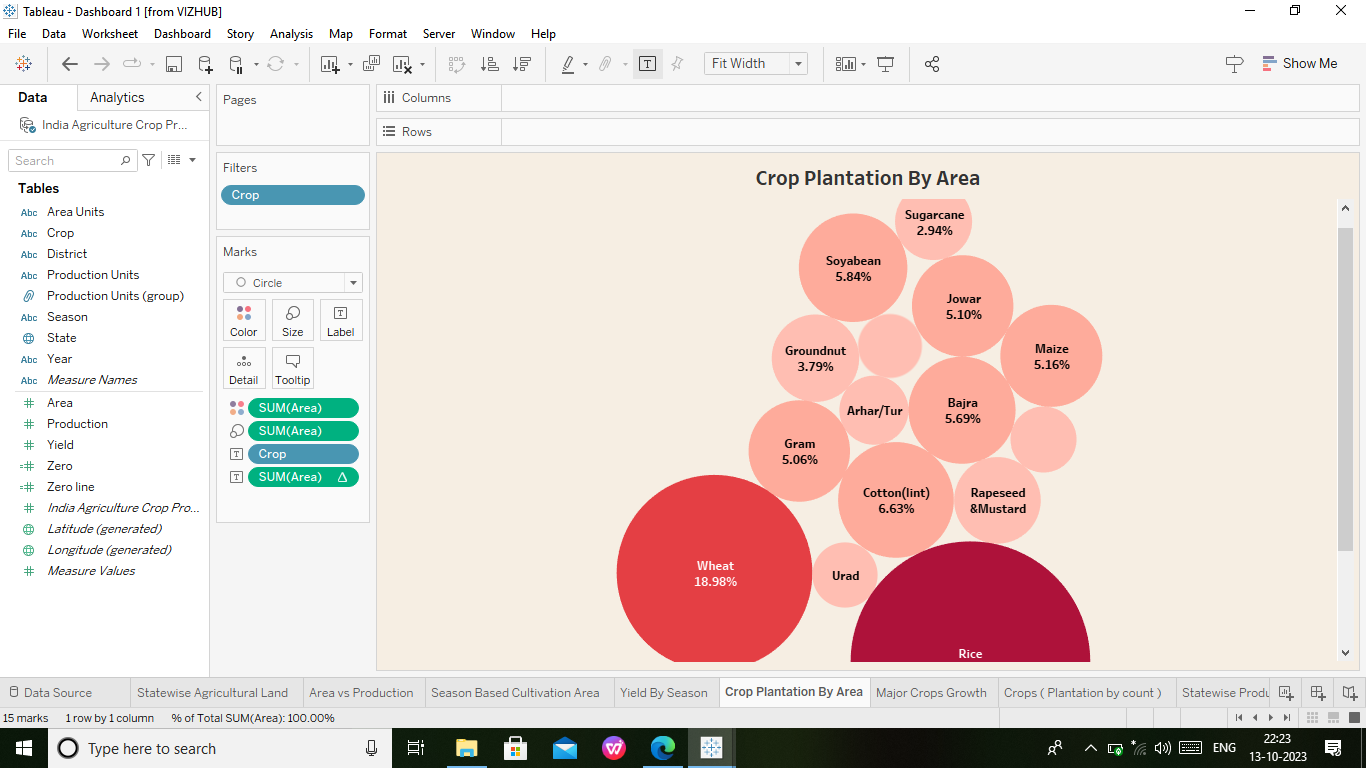 Tableau - Dashboard 1 [from VIZHUB]
File Data Worksheet Dashboard Story Analysis Map Format Server Window Help
Fit Width
Show Me
Data Analytics
India Agriculture Crop Pr...
Search
Tables
Abc Area Units
Abc Crop
Abc District
Abc Production Units
Production Units (group)
Abc Season
State
Abc Year
Abc Measure Names
# Area
# Production
# Yield
=# Zero
=# Zero line
# India Agriculture Crop Pro...
Latitude (generated)
Longitude (generated)
# Measure Values
Pages
Filters
Crop
Marks
Circle
Color Size Label
Detail Tooltip
SUM(Area)
SUM(Area)
Crop
SUM(Area) △
Columns
Rows
Crop Plantation By Area
Sugarcane
2.94%
Soyabean
5.84%
Jowar
5.10%
Groundnut
3.79%
Maize
5.16%
Arhar/Tur
Bajra
5.69%
Gram
5.06%
Cotton(lint)
6.63%
Rapeseed
&Mustard
Wheat
18.98%
Urad
Rice
Data Source Statewise Agricultural Land Area vs Production Season Based Cultivation Area Yield By Season Crop Plantation By Area Major Crops Growth Crops ( Plantation by count ) Statewise Produ
15 marks 1 row by 1 column % of Total SUM(Area): 100.00%
Type here to search
ENG
22:23
13-10-2023